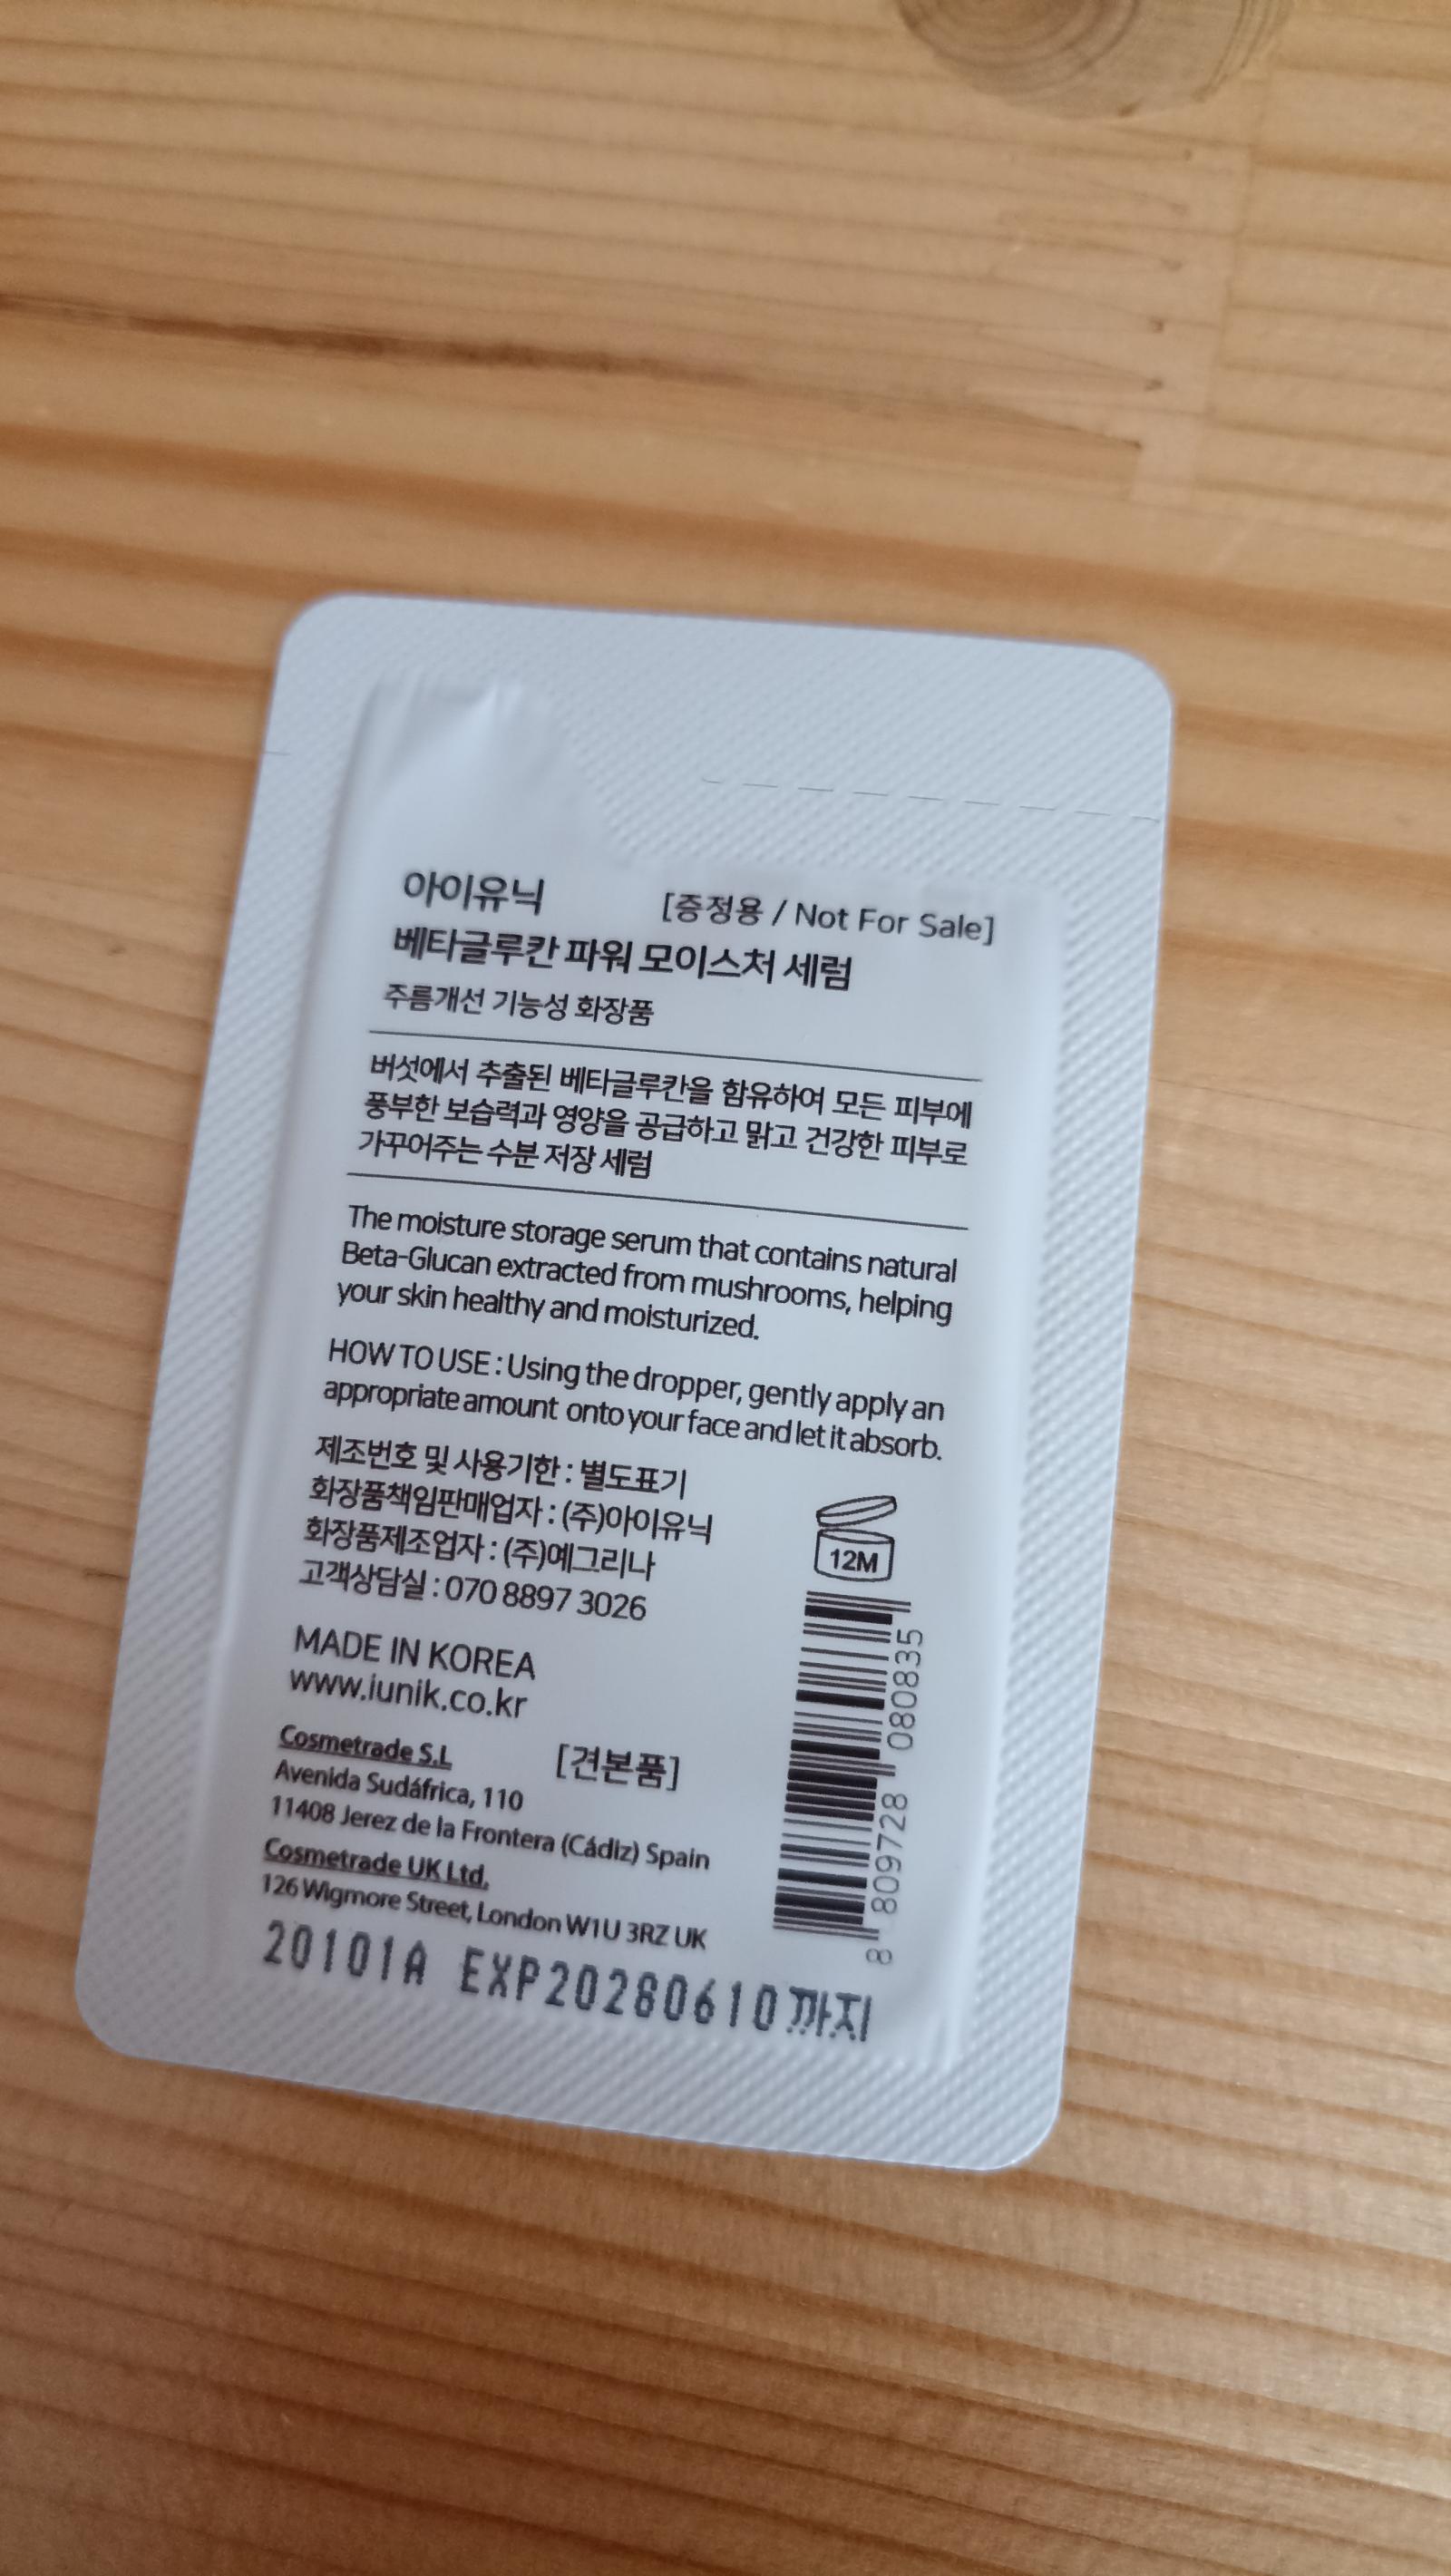 아이유닉 [증정용 / Not For Sale]
베타글루칸 파워 모이스처 세럼
주름개선 기능성 화장품
버섯에서 추출된 베타글루칸을 함유하여 모든 피부에
풍부한 보습력과 영양을 공급하고 맑고 건강한 피부로
가꾸어주는 수분 저장 세럼
The moisture storage serum that contains natural
Beta-Glucan extracted from mushrooms, helping
your skin healthy and moisturized.
HOW TO USE : Using the dropper, gently apply an
appropriate amount onto your face and let it absorb.
제조번호 및 사용기한 : 별도표기
화장품책임판매업자 : (주)아이유닉
화장품제조업자 : (주)예그리나
고객상담실 : 070 8897 3026
12M
MADE IN KOREA
www.iunik.co.kr
Cosmetrade S.L
[견본품]
Avenida Sudáfrica, 110
11408 Jerez de la Frontera (Cádiz) Spain
Cosmetrade UK Ltd.
126 Wigmore Street, London W1U 3RZ UK
8 809728 080835
20101A EXP20280610까지